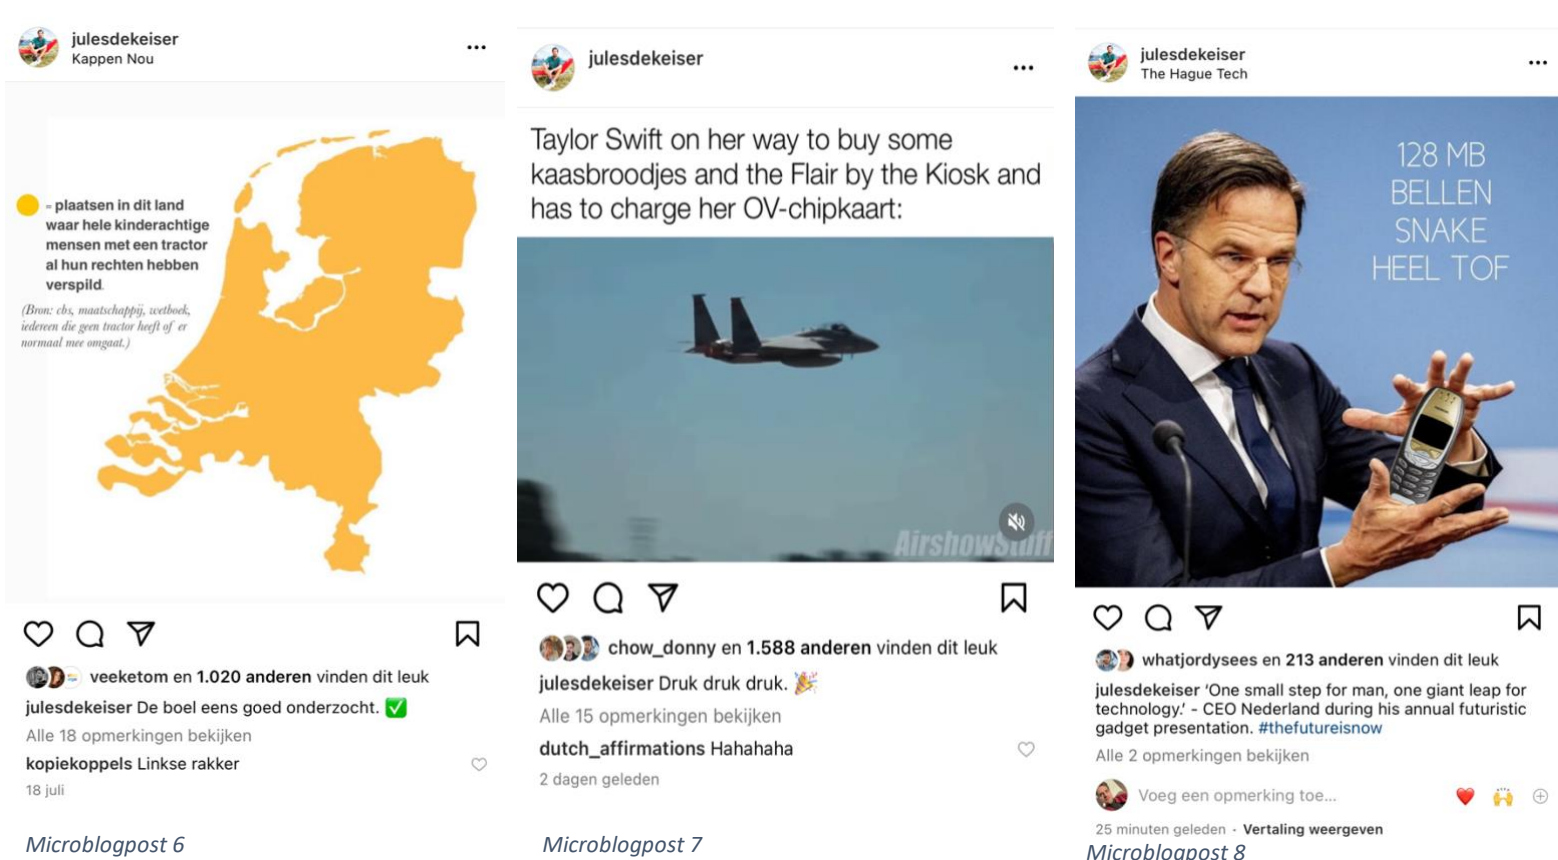 julesdekeiser
Kappen Nou
= plaatsen in dit land
waar hele kinderachtige
mensen met een tractor
al hun rechten hebben
verspild.
(Bron: cbs, maatschappij, wetboek,
iedereen die geen tractor heeft of er
normaal mee omgaat.)
veeketom en 1.020 anderen vinden dit leuk
julesdekeiser De boel eens goed onderzocht. ✅
Alle 18 opmerkingen bekijken
kopiekoppels Linkse rakker
18 juli
Microblogpost 6
julesdekeiser
Taylor Swift on her way to buy some
kaasbroodjes and the Flair by the Kiosk and
has to charge her OV-chipkaart:
AirshowStuff
chow_donny en 1.588 anderen vinden dit leuk
julesdekeiser Druk druk druk. 🎉
Alle 15 opmerkingen bekijken
dutch_affirmations Hahahaha
2 dagen geleden
Microblogpost 7
julesdekeiser
The Hague Tech
128 MB
BELLEN
SNAKE
HEEL TOF
whatjordysees en 213 anderen vinden dit leuk
julesdekeiser ‘One small step for man, one giant leap for
technology.’ - CEO Nederland during his annual futuristic
gadget presentation. #thefutureisnow
Alle 2 opmerkingen bekijken
Voeg een opmerking toe...
25 minuten geleden · Vertaling weergeven
Microblogpost 8